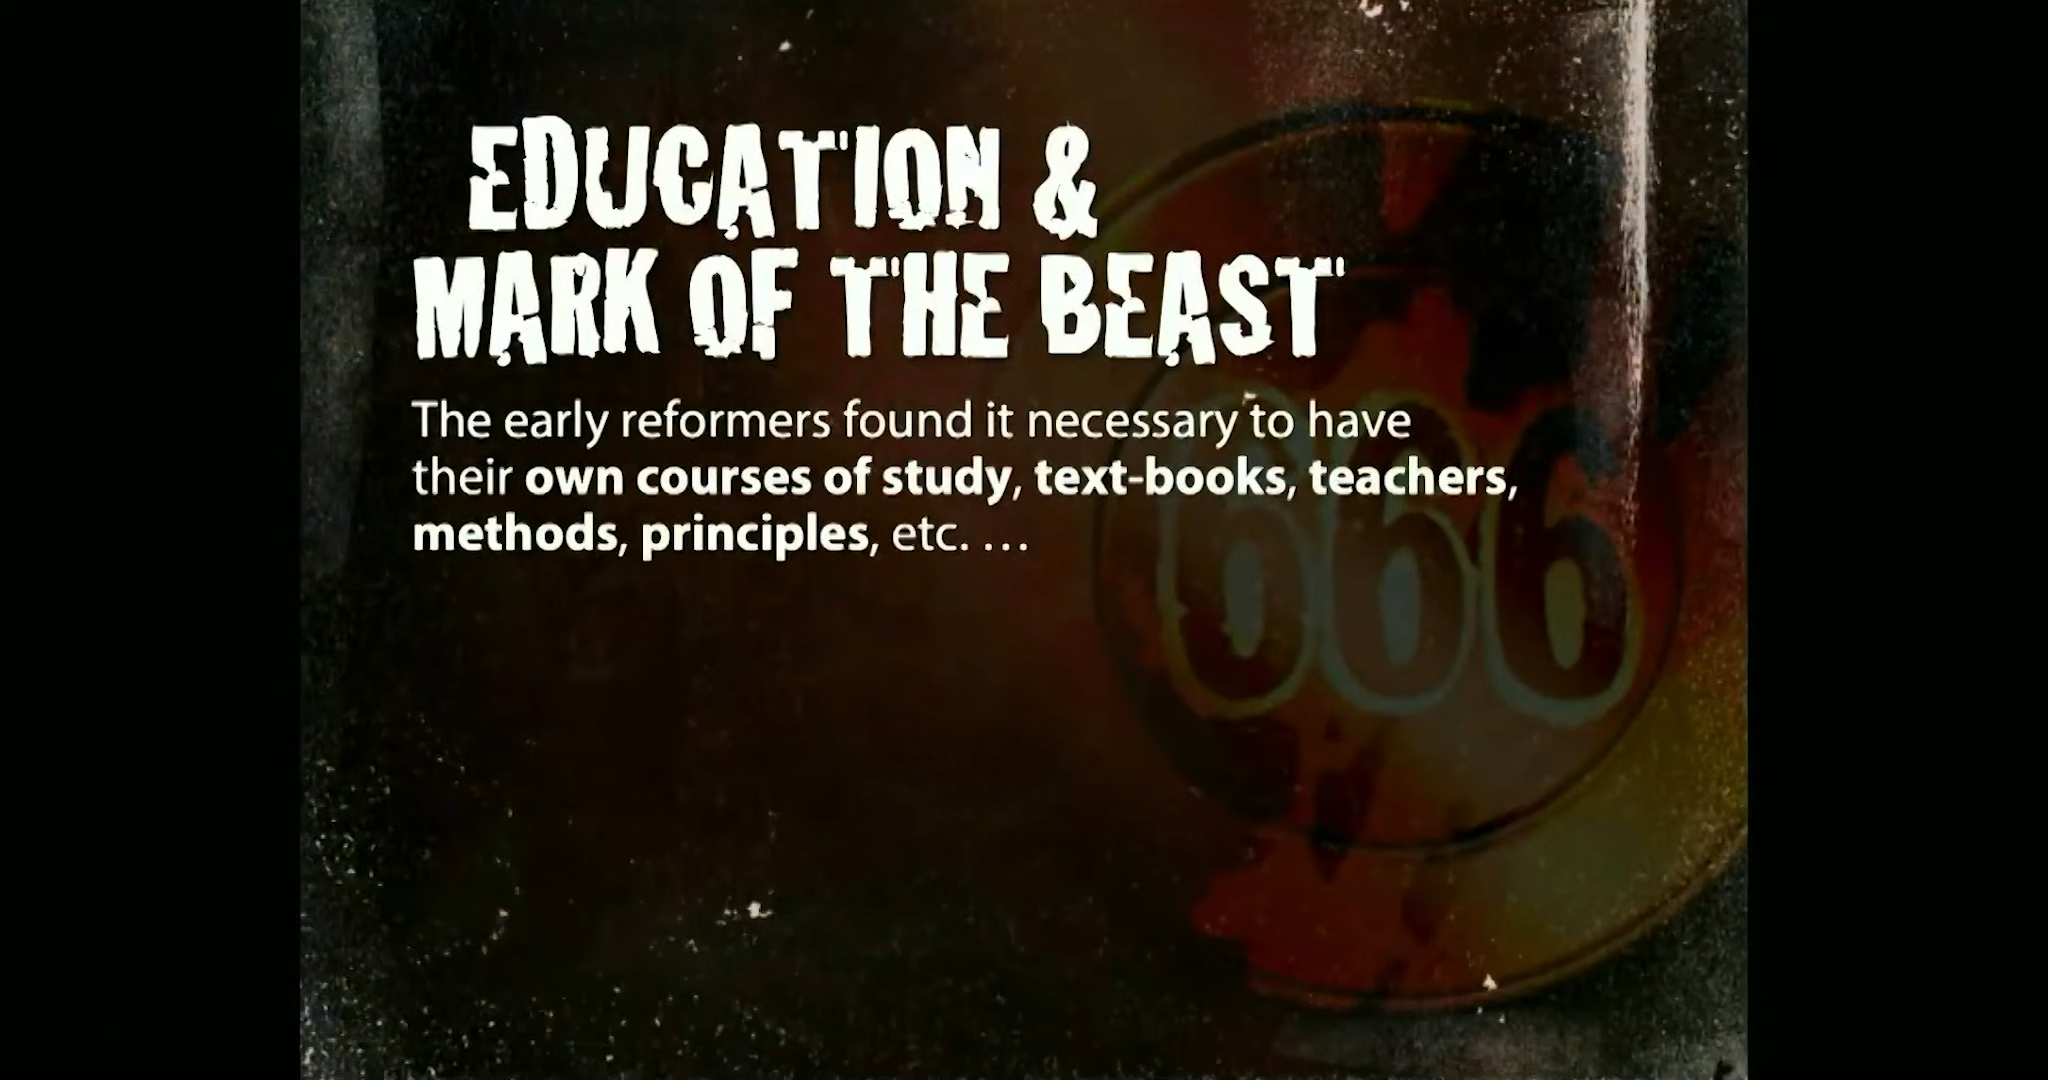 EDUCATION &
MARK OF THE BEAST
The early reformers found it necessary to have
their own courses of study, text-books, teachers,
methods, principles, etc. …
666